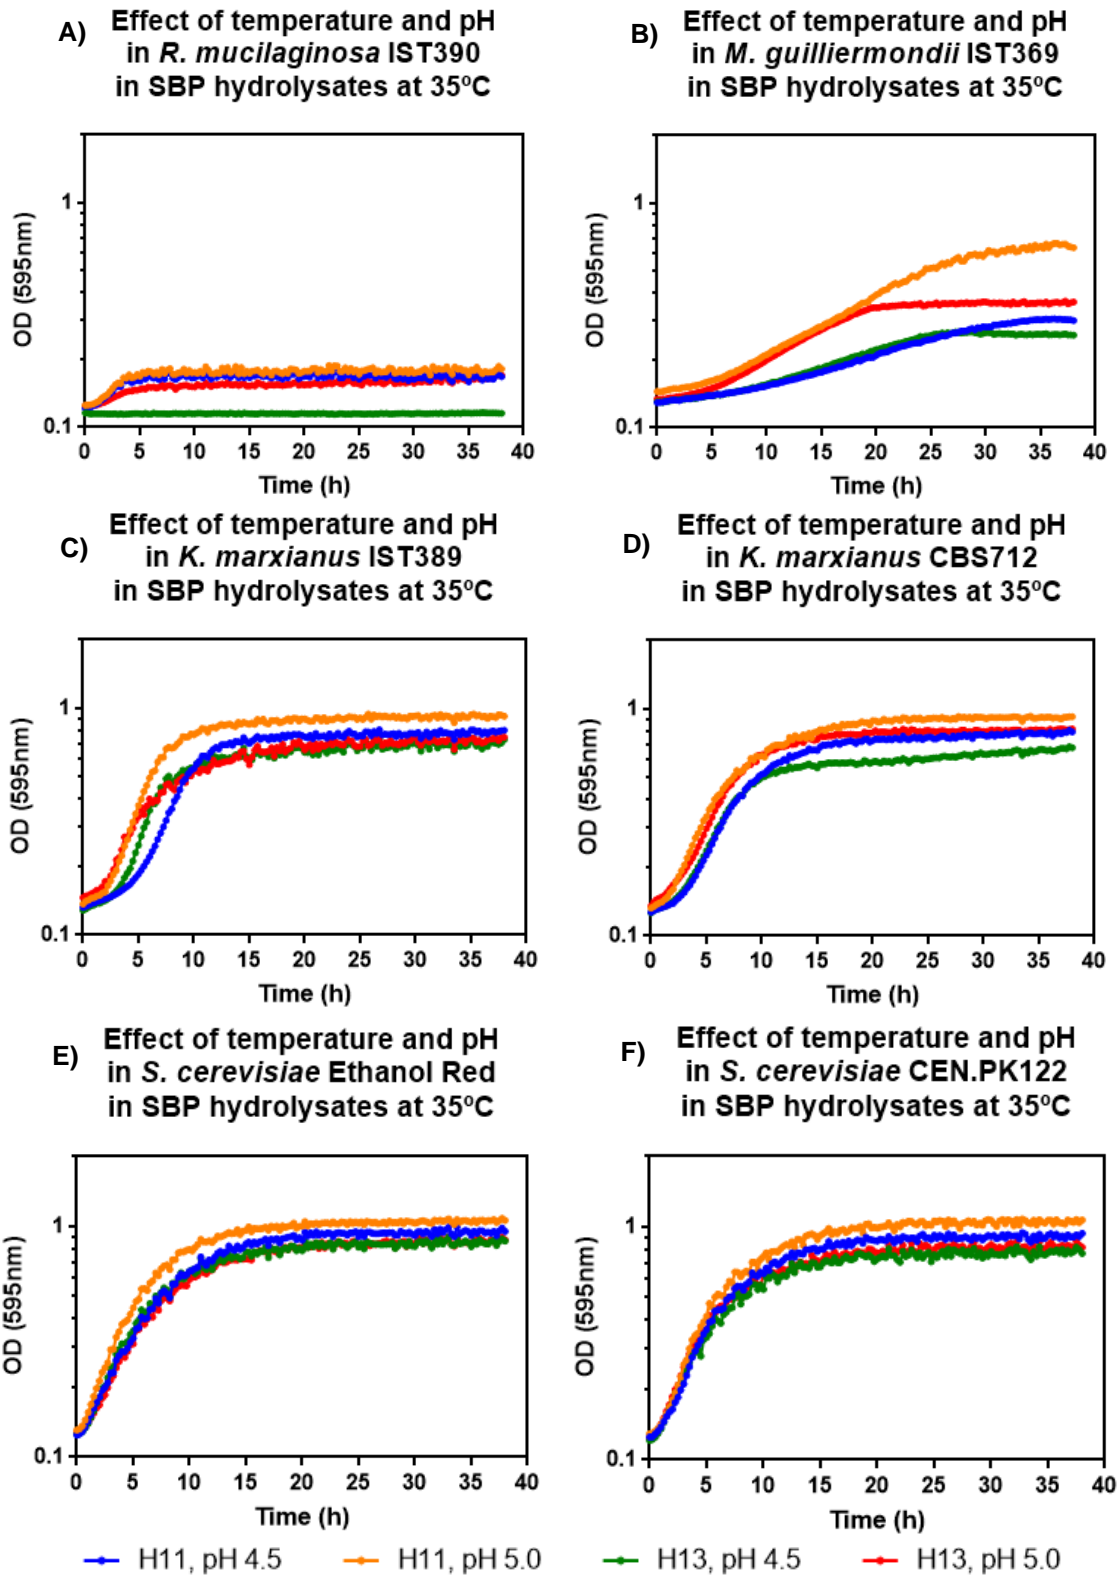 A)
Effect of temperature and pH
in R. mucilaginosa IST390
in SBP hydrolysates at 35ºC
OD (595nm)
1
0.1
0 5 10 15 20 25 30 35 40
Time (h)
B)
Effect of temperature and pH
in M. guilliermondii IST369
in SBP hydrolysates at 35ºC
OD (595nm)
1
0.1
0 5 10 15 20 25 30 35 40
Time (h)
C)
Effect of temperature and pH
in K. marxianus IST389
in SBP hydrolysates at 35ºC
OD (595nm)
1
0.1
0 5 10 15 20 25 30 35 40
Time (h)
D)
Effect of temperature and pH
in K. marxianus CBS712
in SBP hydrolysates at 35ºC
OD (595nm)
1
0.1
0 5 10 15 20 25 30 35 40
Time (h)
E)
Effect of temperature and pH
in S. cerevisiae Ethanol Red
in SBP hydrolysates at 35ºC
OD (595nm)
1
0.1
0 5 10 15 20 25 30 35 40
Time (h)
F)
Effect of temperature and pH
in S. cerevisiae CEN.PK122
in SBP hydrolysates at 35ºC
OD (595nm)
1
0.1
0 5 10 15 20 25 30 35 40
Time (h)
H11, pH 4.5 H11, pH 5.0 H13, pH 4.5 H13, pH 5.0